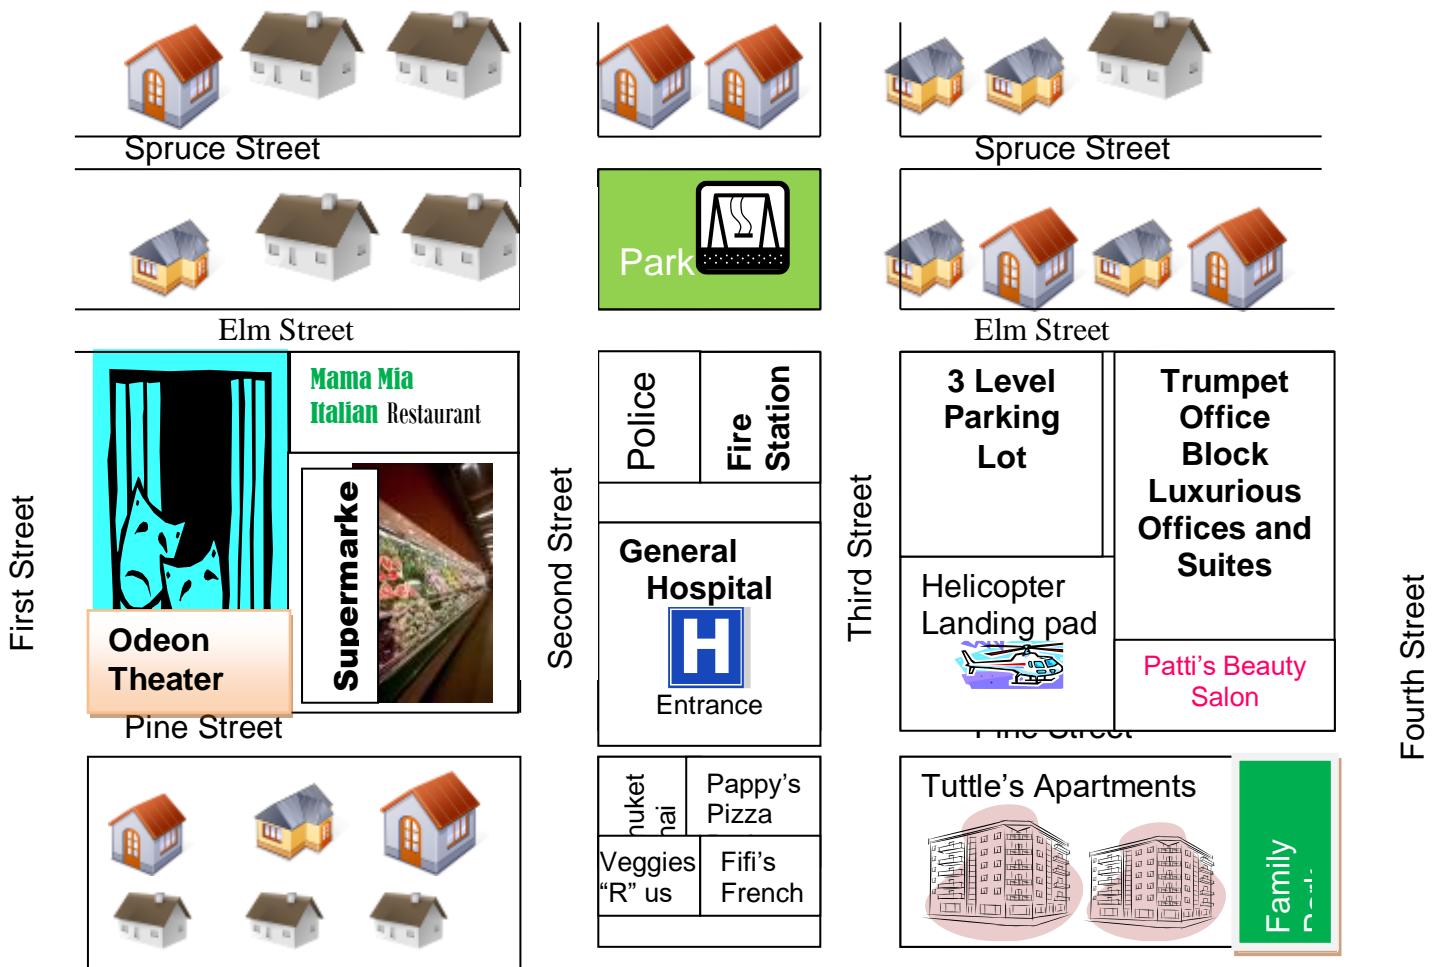 Spruce Street
Spruce Street
Park
Elm Street
Elm Street
Mama Mia
Italian Restaurant
Police
Fire
Station
3 Level
Parking
Lot
Trumpet
Office
Block
Luxurious
Offices and
Suites
First Street
Supermarke
Second Street
General
Hospital
H
Entrance
Third Street
Helicopter
Landing pad
Fourth Street
Odeon
Theater
Patti's Beauty
Salon
Pine Street
Pine Street
Pappy's
Pizza
Veggies
"R" us
Fifi's
French
Tuttle's Apartments
Family